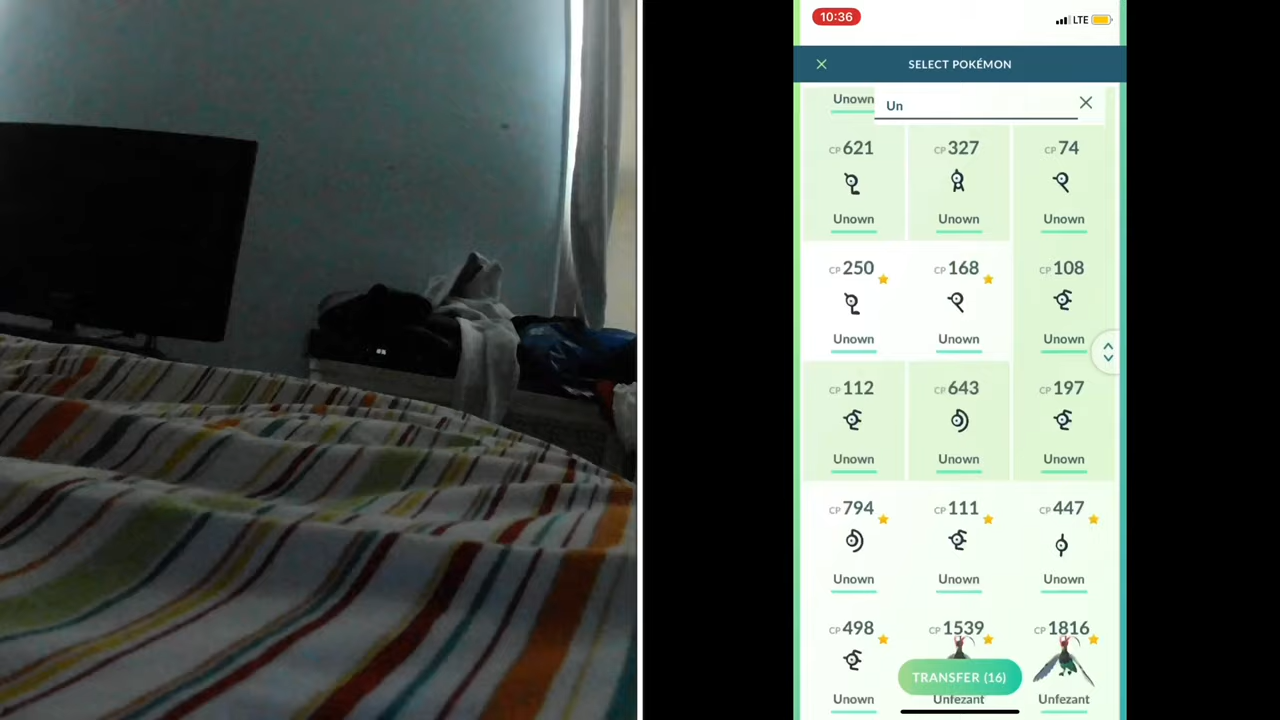 10:36
LTE
SELECT POKÉMON
Unown
Un
CP 621
CP 327
CP 74
Unown
Unown
Unown
CP 250
CP 168
CP 108
Unown
Unown
Unown
CP 112
CP 643
CP 197
Unown
Unown
Unown
CP 794
CP 111
CP 447
Unown
Unown
Unown
CP 498
CP 1539
CP 1816
TRANSFER (16)
Unown
Unfezant
Unfezant